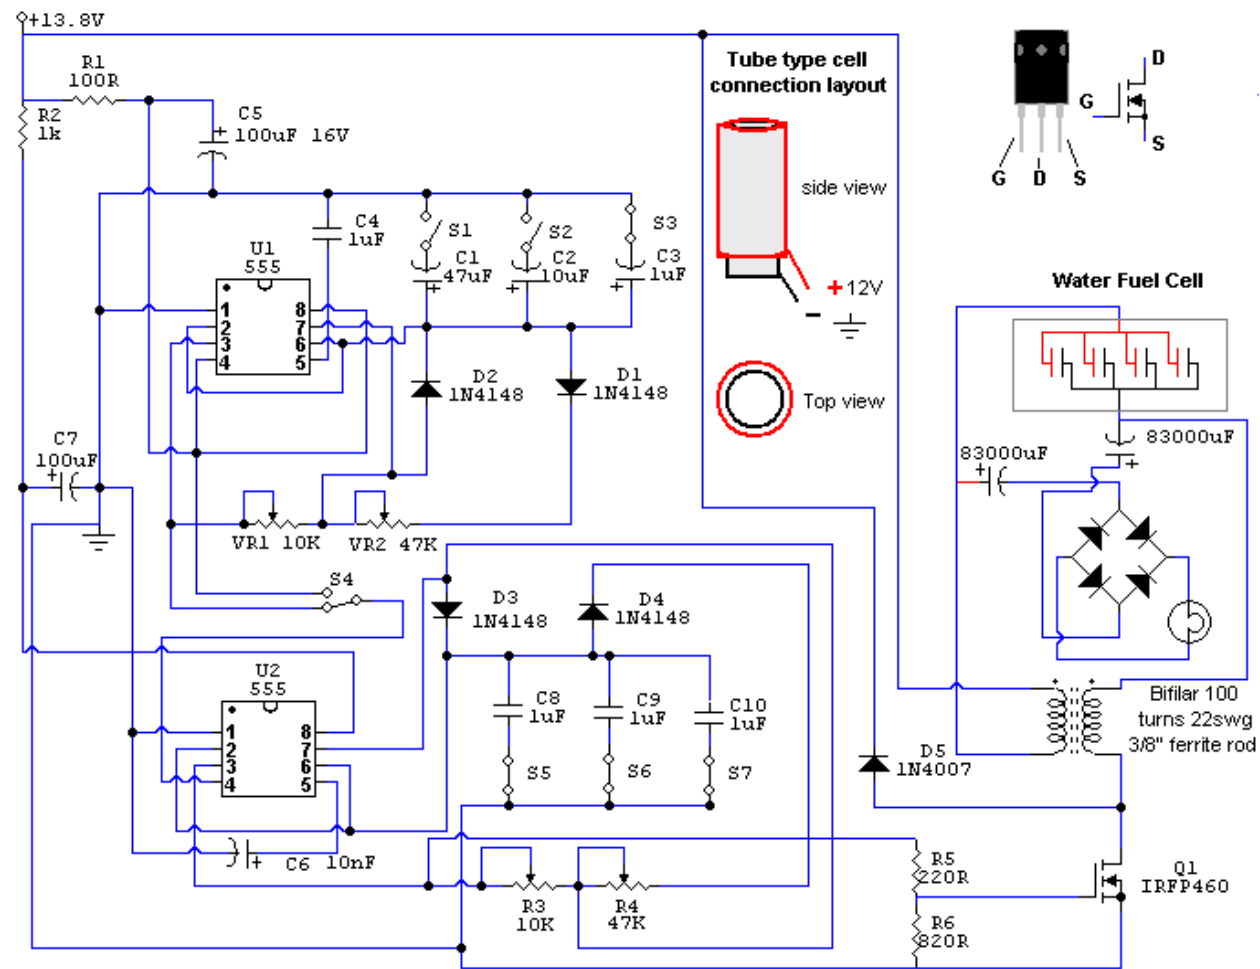 +13.8V
R1
100R
R2
1k
C5
100uF 16V
Tube type cell
connection layout
side view
+12V
-
Top view
D
G
S
G D S
C4
1uF
S1
S2
S3
C1
47uF
C2
10uF
C3
1uF
U1
555
1
2
3
4
8
7
6
5
D2
1N4148
D1
1N4148
Water Fuel Cell
83000uF
83000uF
C7
100uF
VR1 10K
VR2 47K
S4
D3
1N4148
D4
1N4148
U2
555
1
2
3
4
8
7
6
5
C8
1uF
C9
1uF
C10
1uF
S5
S6
S7
Bifilar 100
turns 22swg
3/8" ferrite rod
D5
1N4007
C6 10nF
R3
10K
R4
47K
R5
220R
R6
820R
Q1
IRFP460